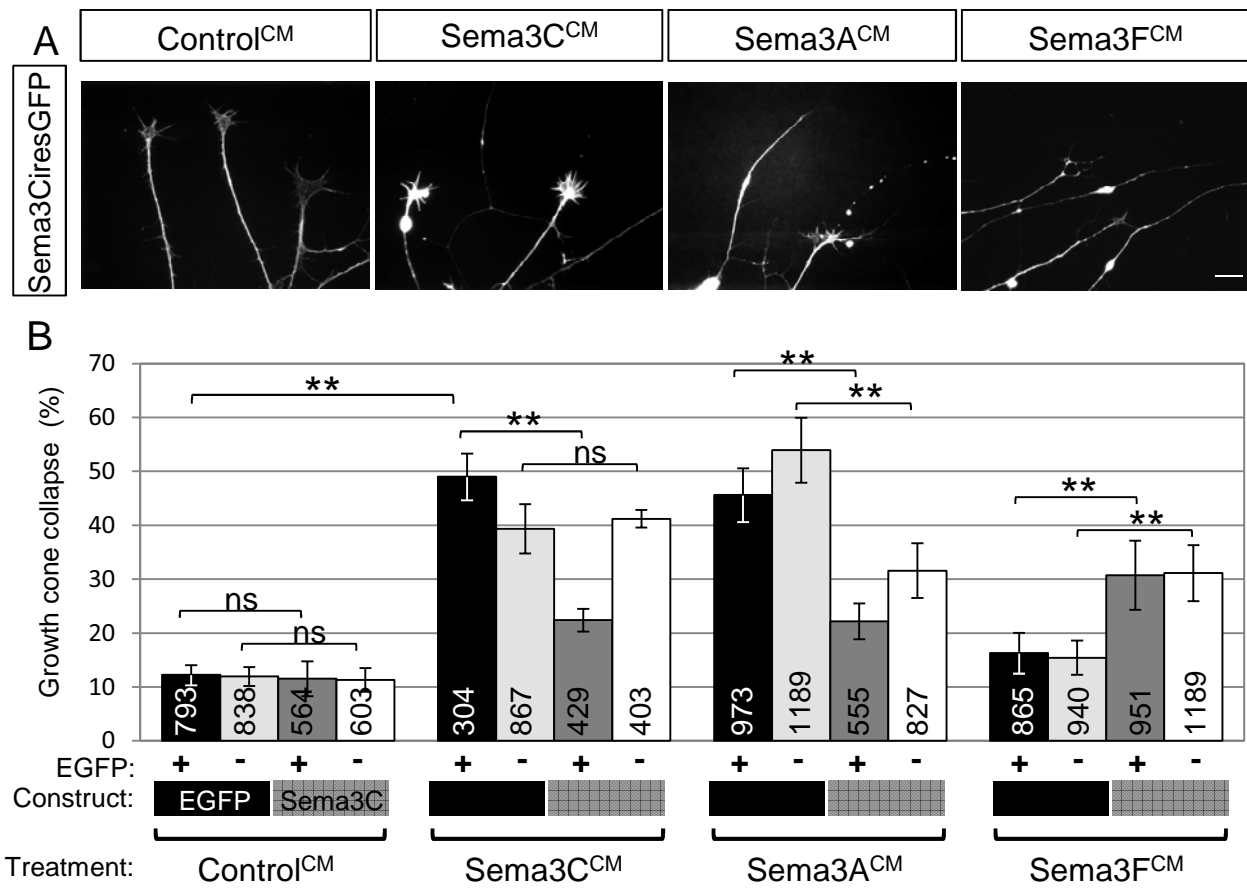 A
Control^CM Sema3C^CM Sema3A^CM Sema3F^CM
Sema3CiresGFP
B
Growth cone collapse (%)
70
60
50
40
30
20
10
0
** ** ns ** ** ** ** ns ns
793 838 564 603 304 867 429 403 973 1189 555 827 865 940 951 1189
EGFP: + - + - + - + - + - + - + - + -
Construct: EGFP Sema3C
Treatment: Control^CM Sema3C^CM Sema3A^CM Sema3F^CM